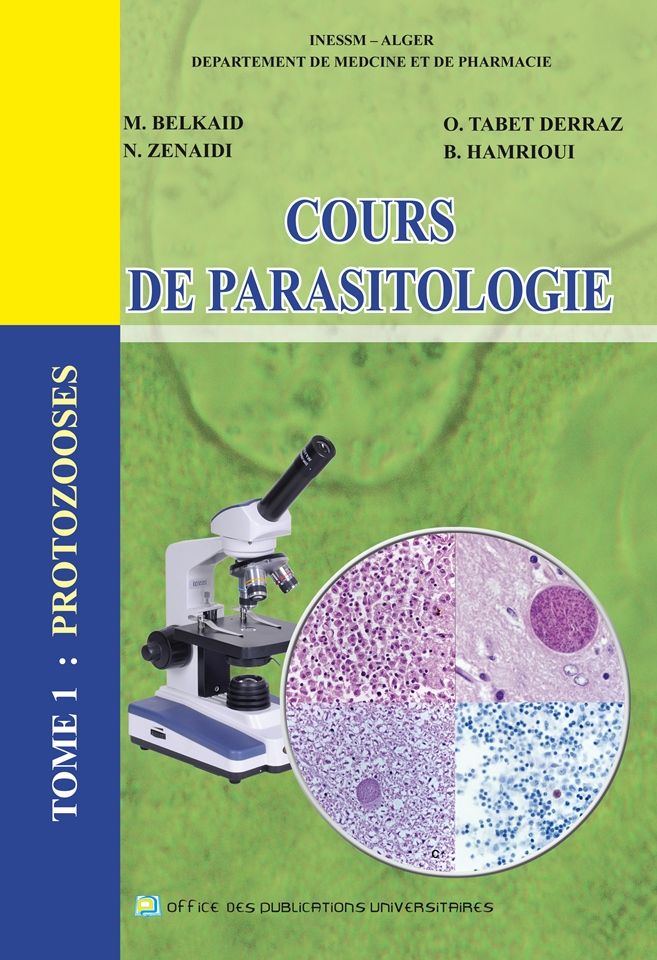 INESSM – ALGER
DEPARTEMENT DE MEDCINE ET DE PHARMACIE
M. BELKAID
O. TABET DERRAZ
N. ZENAIDI
B. HAMRIOUI
COURS
DE PARASITOLOGIE
TOME 1 : PROTOZOOSES
C
OFFICE DES PUBLICATIONS UNIVERSITAIRES